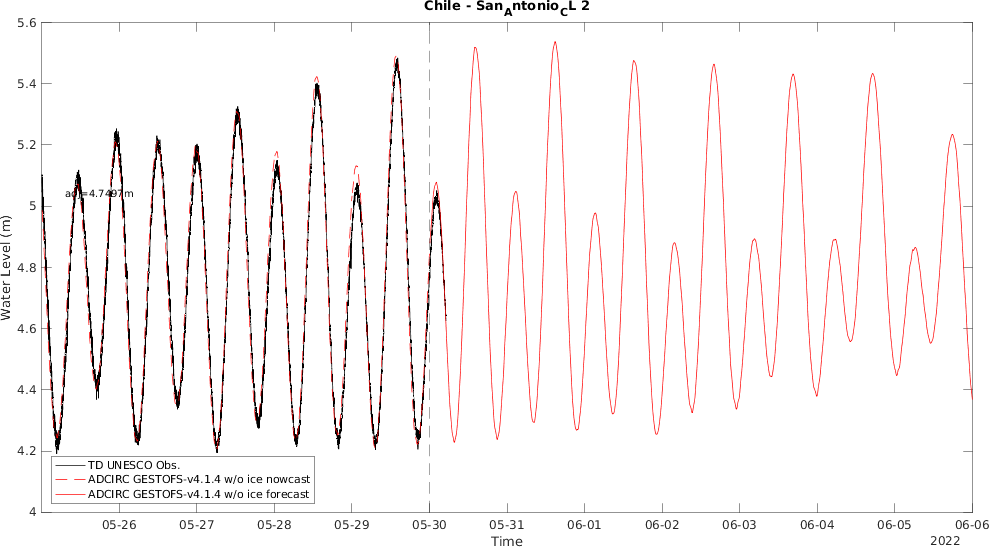 Chile - SanAntonioCL 2
5.6
5.4
5.2
5
4.8
4.6
4.4
4.2
4
Water Level (m)
adj=4.7497m
TD UNESCO Obs.
ADCIRC GESTOFS-v4.1.4 w/o ice nowcast
ADCIRC GESTOFS-v4.1.4 w/o ice forecast
05-26 05-27 05-28 05-29 05-30 05-31 06-01 06-02 06-03 06-04 06-05 06-06
Time
2022